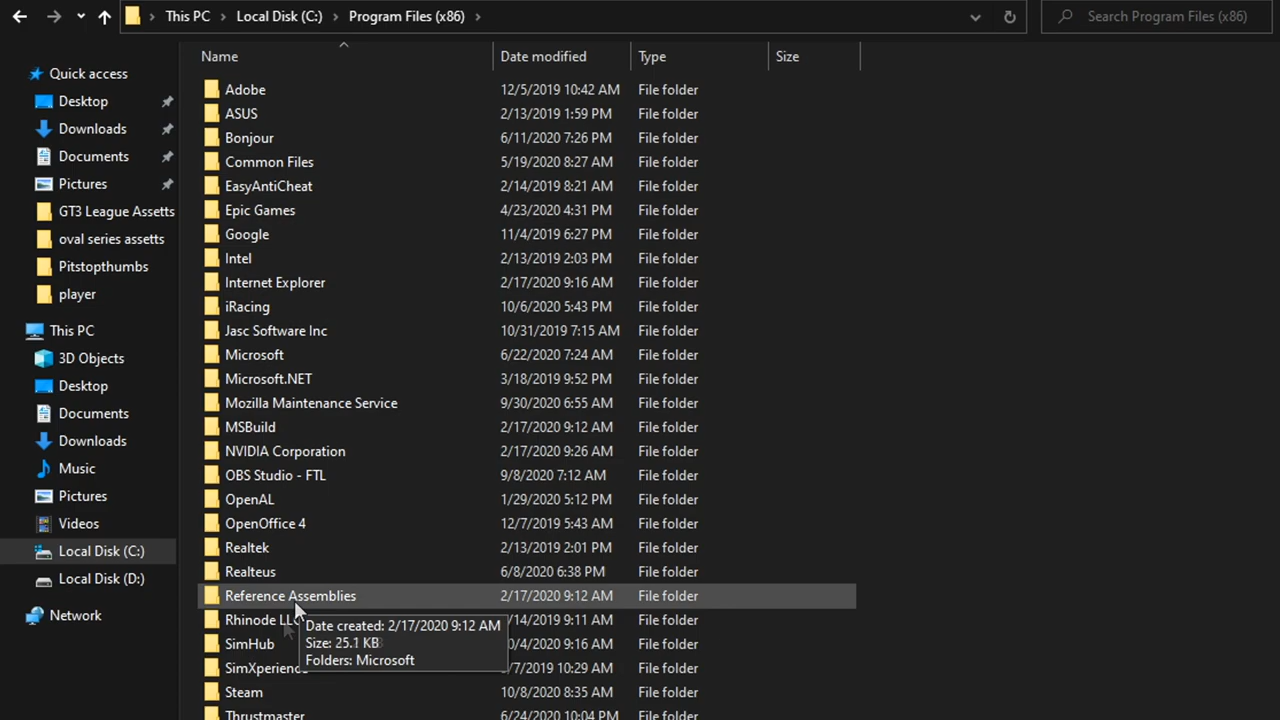 This PC Local Disk (C:) Program Files (x86) Search Program Files (x86)
Name Date modified Type Size
Quick access
Desktop
Downloads
Documents
Pictures
GT3 League Assetts
oval series assetts
Pitstopthumbs
player
This PC
3D Objects
Desktop
Documents
Downloads
Music
Pictures
Videos
Local Disk (C:)
Local Disk (D:)
Network
Adobe 12/5/2019 10:42 AM File folder
ASUS 2/13/2019 1:59 PM File folder
Bonjour 6/11/2020 7:26 PM File folder
Common Files 5/19/2020 8:27 AM File folder
EasyAntiCheat 2/14/2019 8:21 AM File folder
Epic Games 4/23/2020 4:31 PM File folder
Google 11/4/2019 6:27 PM File folder
Intel 2/13/2019 2:03 PM File folder
Internet Explorer 2/17/2020 9:16 AM File folder
iRacing 10/6/2020 5:43 PM File folder
Jasc Software Inc 10/31/2019 7:15 AM File folder
Microsoft 6/22/2020 7:24 AM File folder
Microsoft.NET 3/18/2019 9:52 PM File folder
Mozilla Maintenance Service 9/30/2020 6:55 AM File folder
MSBuild 2/17/2020 9:12 AM File folder
NVIDIA Corporation 2/17/2020 9:26 AM File folder
OBS Studio - FTL 9/8/2020 7:12 AM File folder
OpenAL 1/29/2020 5:12 PM File folder
OpenOffice 4 12/7/2019 5:43 AM File folder
Realtek 2/13/2019 2:01 PM File folder
Realteus 6/8/2020 6:38 PM File folder
Reference Assemblies 2/17/2020 9:12 AM File folder
Rhinode /14/2019 9:11 AM File folder
SimHub 0/4/2020 9:16 AM File folder
/7/2019 10:29 AM File folder
Steam 10/8/2020 8:35 AM File folder
Thrustmaster 6/24/2020 10:04 PM File folder
Date created: 2/17/2020 9:12 AM
Size: 25.1 KB
Folders: Microsoft